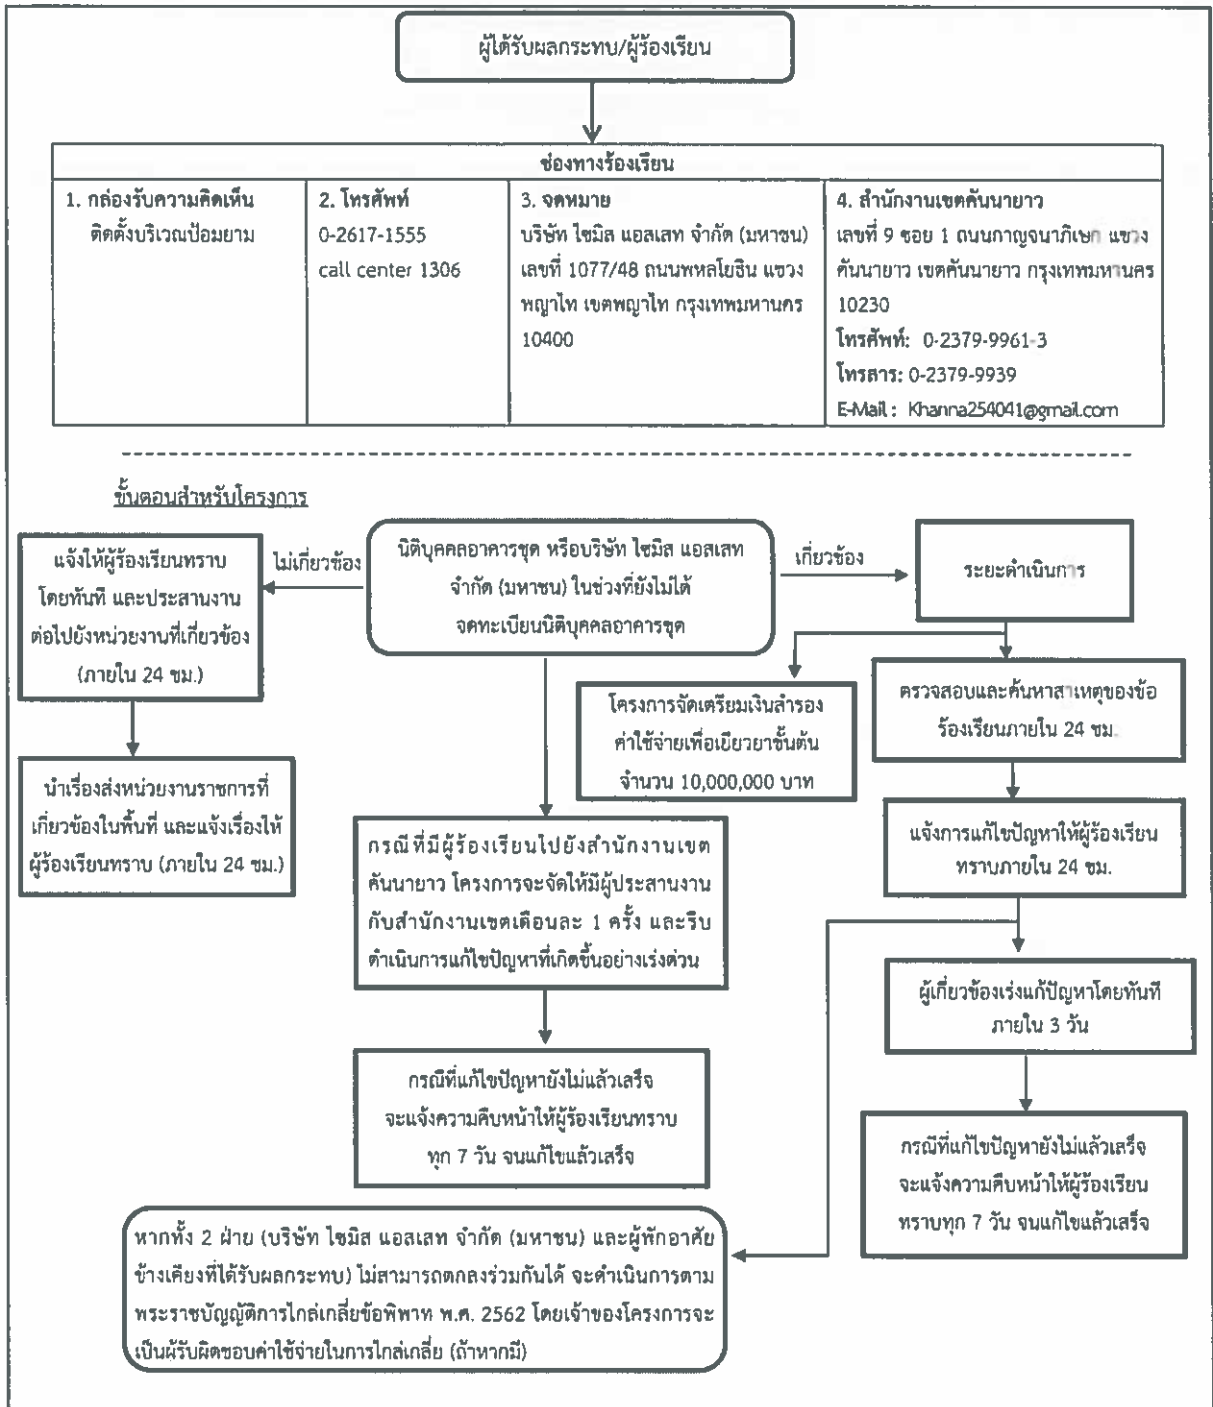 ผู้ได้รับผลกระทบ/ผู้ร้องเรียน
ช่องทางร้องเรียน
1. กล่องรับความคิดเห็น
ติดตั้งบริเวณป้อมยาม
2. โทรศัพท์
0-2617-1555
call center 1306
3. จดหมาย
บริษัท ไซมิส แอสเสท จำกัด (มหาชน)
เลขที่ 1077/48 ถนนพหลโยธิน แขวง
พญาไท เขตพญาไท กรุงเทพมหานคร
10400
4. สำนักงานเขตคันนายาว
เลขที่ 9 ซอย 1 ถนนกาญจนาภิเษก แขวง
คันนายาว เขตคันนายาว กรุงเทพมหานคร
10230
โทรศัพท์: 0-2379-9961-3
โทรสาร: 0-2379-9939
E-Mail : Khanna254041@gmail.com
ขั้นตอนสำหรับโครงการ
แจ้งให้ผู้ร้องเรียนทราบ
โดยทันที และประสานงาน
ต่อไปยังหน่วยงานที่เกี่ยวข้อง
(ภายใน 24 ชม.)
ไม่เกี่ยวข้อง
นิติบุคคลอาคารชุด หรือบริษัท ไซมิส แอสเสท
จำกัด (มหาชน) ในช่วงที่ยังไม่ได้
จดทะเบียนนิติบุคคลอาคารชุด
เกี่ยวข้อง
ระยะดำเนินการ
นำเรื่องส่งหน่วยงานราชการที่
เกี่ยวข้องในพื้นที่ และแจ้งเรื่องให้
ผู้ร้องเรียนทราบ (ภายใน 24 ชม.)
โครงการจัดเตรียมเงินสำรอง
ค่าใช้จ่ายเพื่อเยียวยาขั้นต้น
จำนวน 10,000,000 บาท
ตรวจสอบและค้นหาสาเหตุของข้อ
ร้องเรียนภายใน 24 ชม.
กรณีที่มีผู้ร้องเรียนไปยังสำนักงานเขต
คันนายาว โครงการจะจัดให้มีผู้ประสานงาน
กับสำนักงานเขตเดือนละ 1 ครั้ง และรีบ
ดำเนินการแก้ไขปัญหาที่เกิดขึ้นอย่างเร่งด่วน
แจ้งการแก้ไขปัญหาให้ผู้ร้องเรียน
ทราบภายใน 24 ชม.
ผู้เกี่ยวข้องเร่งแก้ปัญหาโดยทันที
ภายใน 3 วัน
กรณีที่แก้ไขปัญหายังไม่แล้วเสร็จ
จะแจ้งความคืบหน้าให้ผู้ร้องเรียนทราบ
ทุก 7 วัน จนแก้ไขแล้วเสร็จ
กรณีที่แก้ไขปัญหายังไม่แล้วเสร็จ
จะแจ้งความคืบหน้าให้ผู้ร้องเรียน
ทราบทุก 7 วัน จนแก้ไขแล้วเสร็จ
หากทั้ง 2 ฝ่าย (บริษัท ไซมิส แอสเสท จำกัด (มหาชน) และผู้พักอาศัย
ข้างเคียงที่ได้รับผลกระทบ) ไม่สามารถตกลงร่วมกันได้ จะดำเนินการตาม
พระราชบัญญัติการไกล่เกลี่ยข้อพิพาท พ.ศ. 2562 โดยเจ้าของโครงการจะ
เป็นผู้รับผิดชอบค่าใช้จ่ายในการไกล่เกลี่ย (ถ้าหากมี)